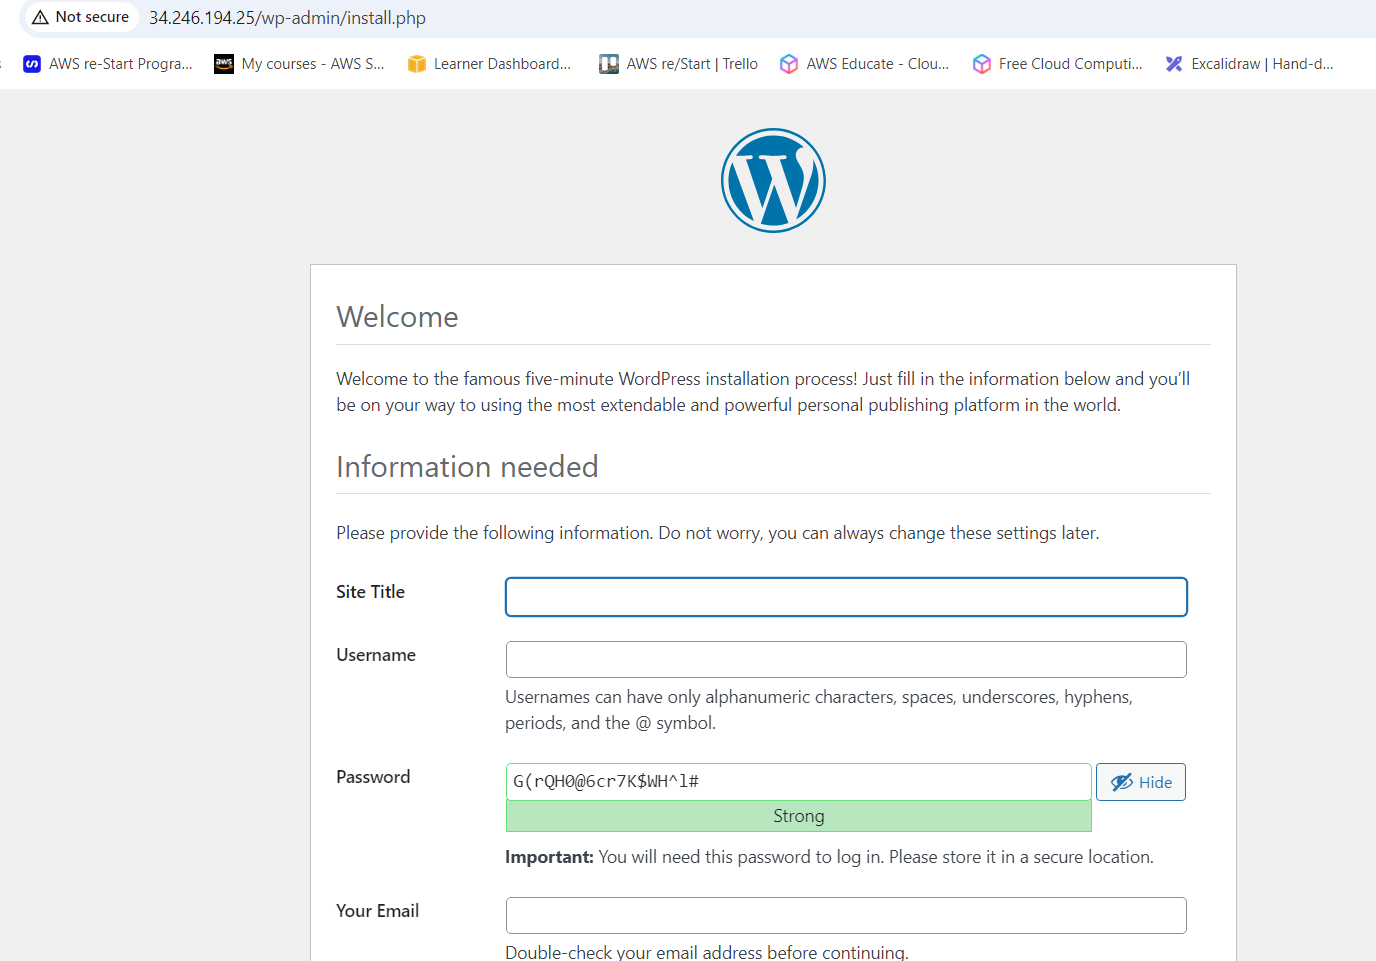 Not secure 34.246.194.25/wp-admin/install.php
AWS re-Start Progra... My courses - AWS S... Learner Dashboard... AWS re/Start | Trello AWS Educate - Clou... Free Cloud Computi... Excalidraw | Hand-d...
Welcome
Welcome to the famous five-minute WordPress installation process! Just fill in the information below and you’ll
be on your way to using the most extendable and powerful personal publishing platform in the world.
Information needed
Please provide the following information. Do not worry, you can always change these settings later.
Site Title
Username
Usernames can have only alphanumeric characters, spaces, underscores, hyphens,
periods, and the @ symbol.
Password G(rQH0@6cr7K$WH^l# Hide
Strong
Important: You will need this password to log in. Please store it in a secure location.
Your Email
Double-check your email address before continuing.